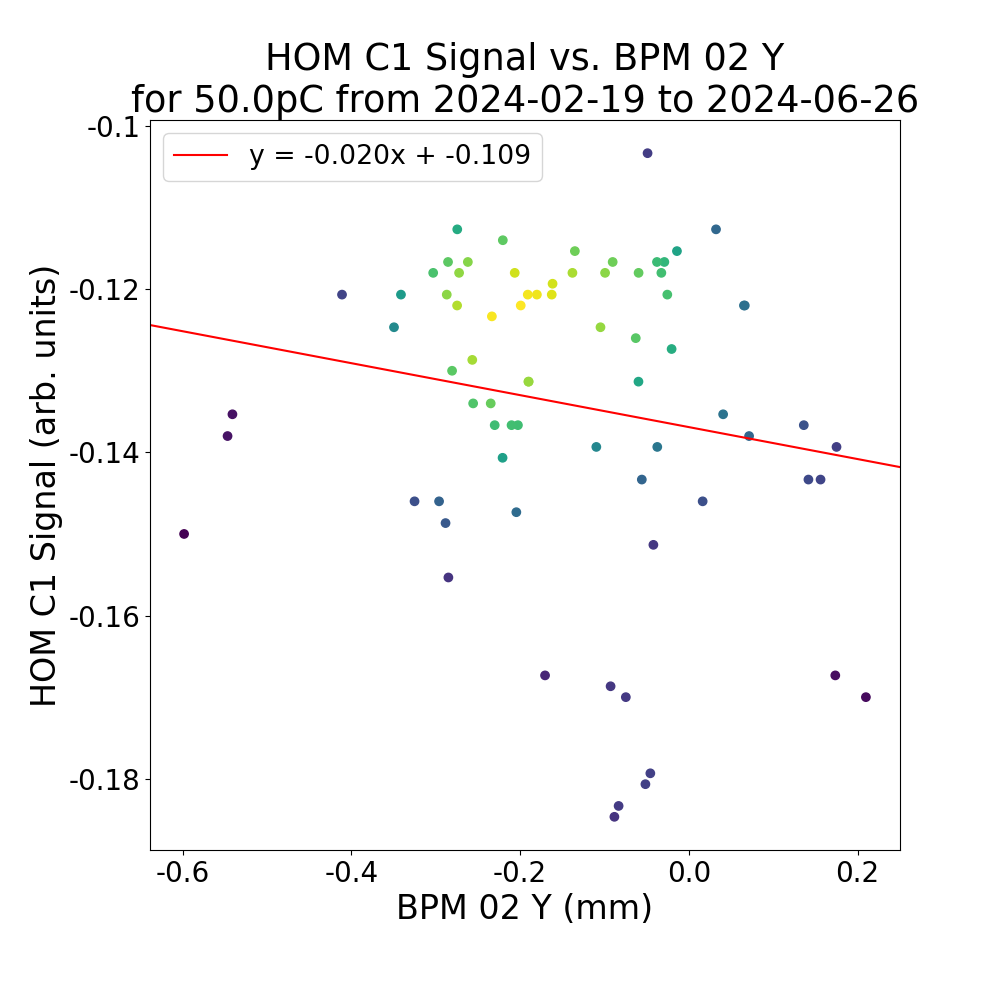 HOM C1 Signal vs. BPM 02 Y
for 50.0pC from 2024-02-19 to 2024-06-26
y = -0.020x + -0.109
HOM C1 Signal (arb. units)
-0.1
-0.12
-0.14
-0.16
-0.18
-0.6
-0.4
-0.2
0.0
0.2
BPM 02 Y (mm)